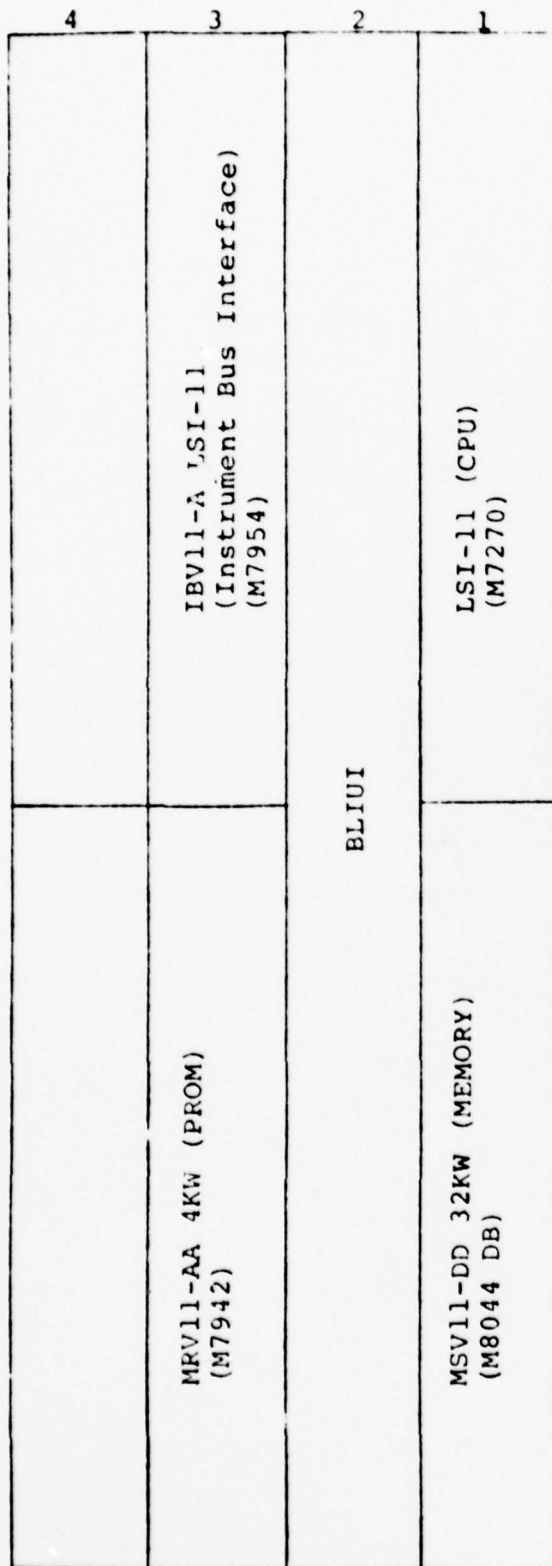 4 3 2 1
MRV11-AA 4KW (PROM)
(M7942)
IBV11-A LSI-11
(Instrument Bus Interface)
(M7954)
BLIUI
MSV11-DD 32KW (MEMORY)
(M8044 DB)
LSI-11 (CPU)
(M7270)